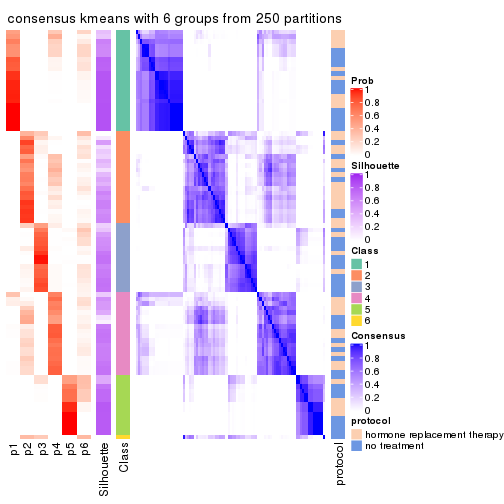 consensus kmeans with 6 groups from 250 partitions
Prob
1
0.8
0.6
0.4
0.2
0
Silhouette
1
0.8
0.6
0.4
0.2
0
Class
1
2
3
4
5
6
Consensus
1
0.8
0.6
0.4
0.2
0
protocol
hormone replacement therapy
no treatment
p1
p2
p3
p4
p5
p6
Silhouette
Class
protocol